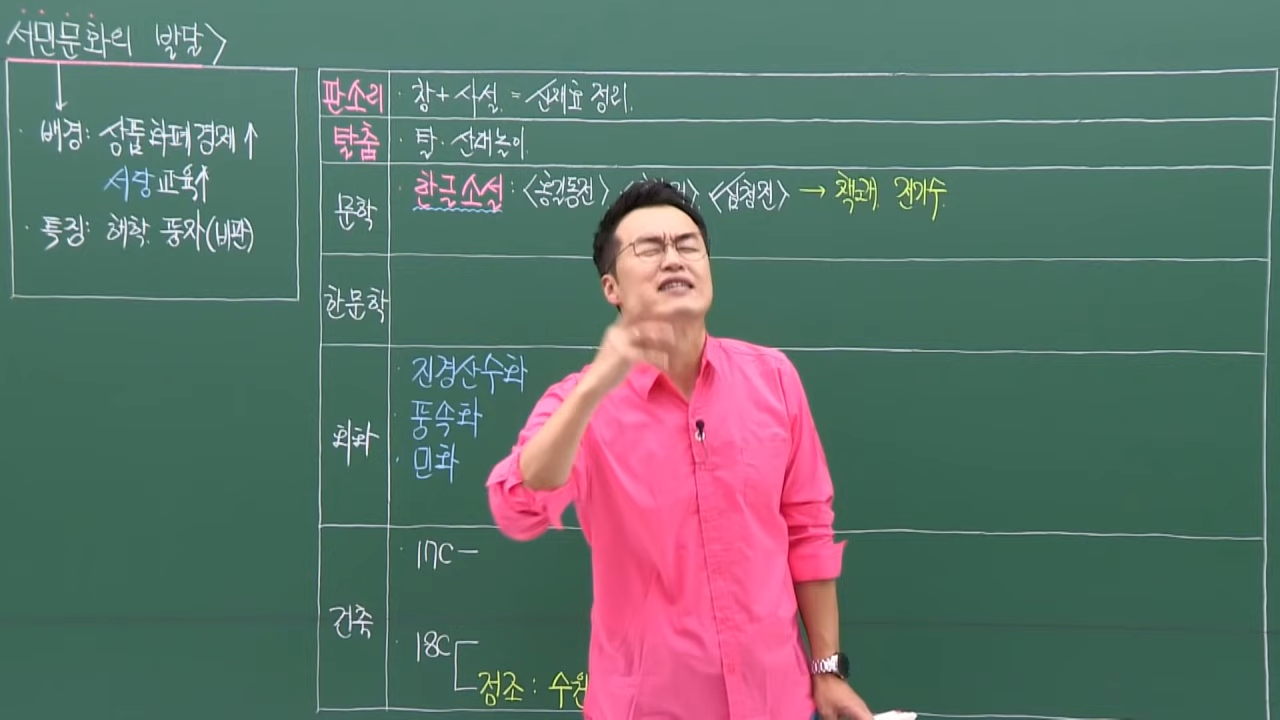 서민문화의 발달>
· 배경: 상품화폐경제↑
서당교육↑
· 특징: 해학. 풍자(비판)
판소리 · 창 + 사설. = 신재효 정리.
탈춤 · 탈. 산대놀이.
문학 · 한글소설: <홍길동전> <심청전> → 책쾌. 전기수.
한문학
회화 · 진경산수화
· 풍속화
· 민화
건축 · 17C -
· 18C
정조: 수원